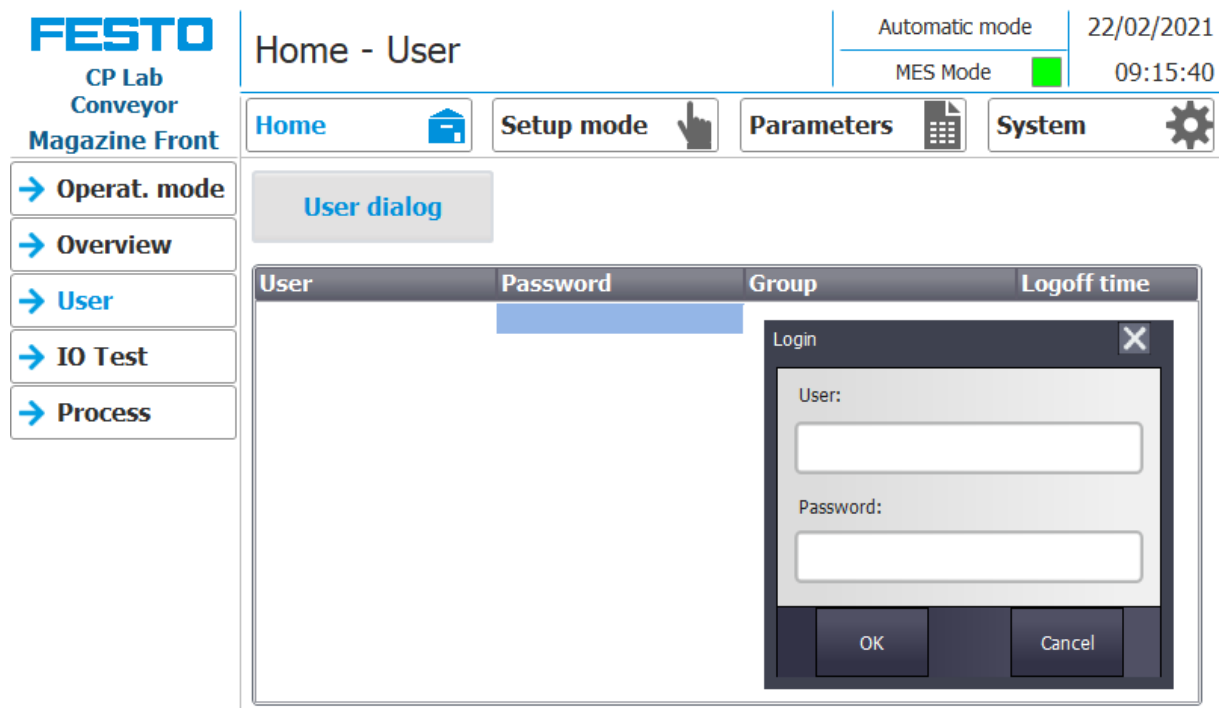 FESTO
CP Lab
Conveyor
Magazine Front
Home - User
Automatic mode
MES Mode
22/02/2021
09:15:40
Home
Setup mode
Parameters
System
Operat. mode
Overview
User
IO Test
Process
User dialog
User Password Group Logoff time
Login
User:
Password:
OK Cancel